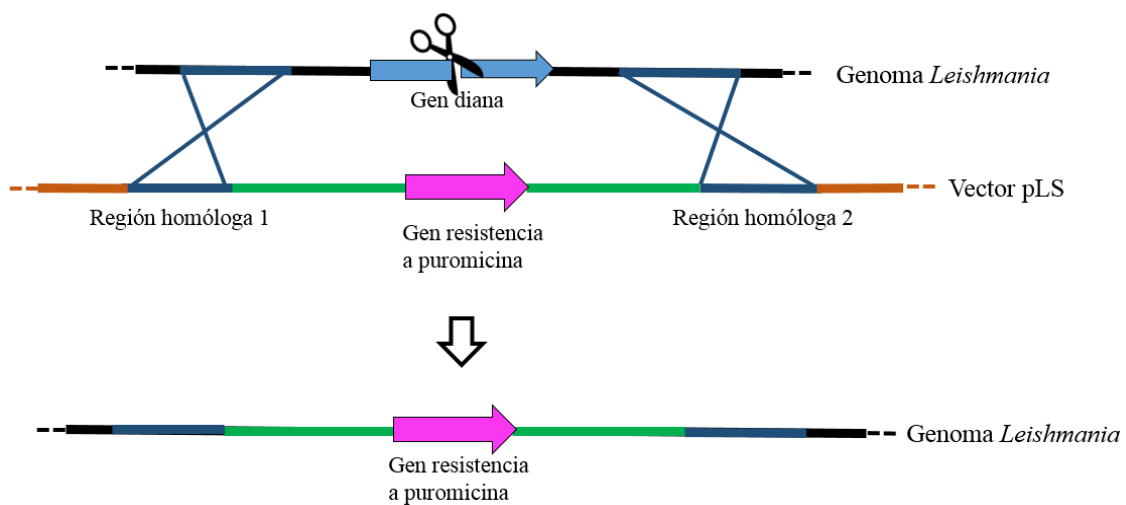 Genoma Leishmania
Gen diana
Vector pLS
Región homóloga 1
Región homóloga 2
Gen resistencia
a puromicina
Genoma Leishmania
Gen resistencia
a puromicina